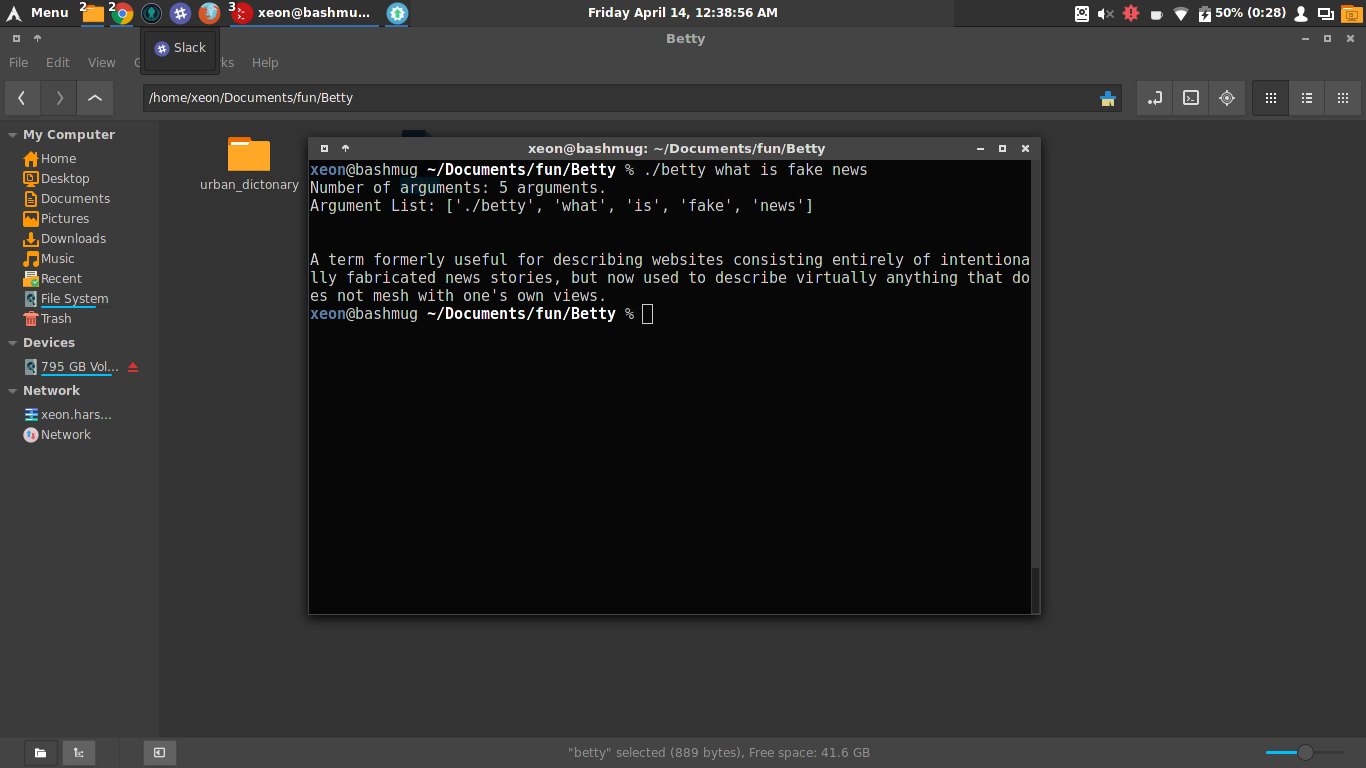 Menu
2
2
3
xeon@bashmu...
Friday April 14, 12:38:56 AM
50% (0:28)
Betty
Slack
File Edit View Help
/home/xeon/Documents/fun/Betty
My Computer
Home
Desktop
Documents
Pictures
Downloads
Music
Recent
File System
Trash
Devices
795 GB Vol...
Network
xeon.hars...
Network
urban_dictonary
xeon@bashmug: ~/Documents/fun/Betty
xeon@bashmug ~/Documents/fun/Betty % ./betty what is fake news
Number of arguments: 5 arguments.
Argument List: ['./betty', 'what', 'is', 'fake', 'news']
A term formerly useful for describing websites consisting entirely of intentiona
lly fabricated news stories, but now used to describe virtually anything that do
es not mesh with one's own views.
xeon@bashmug ~/Documents/fun/Betty %
"betty" selected (889 bytes), Free space: 41.6 GB